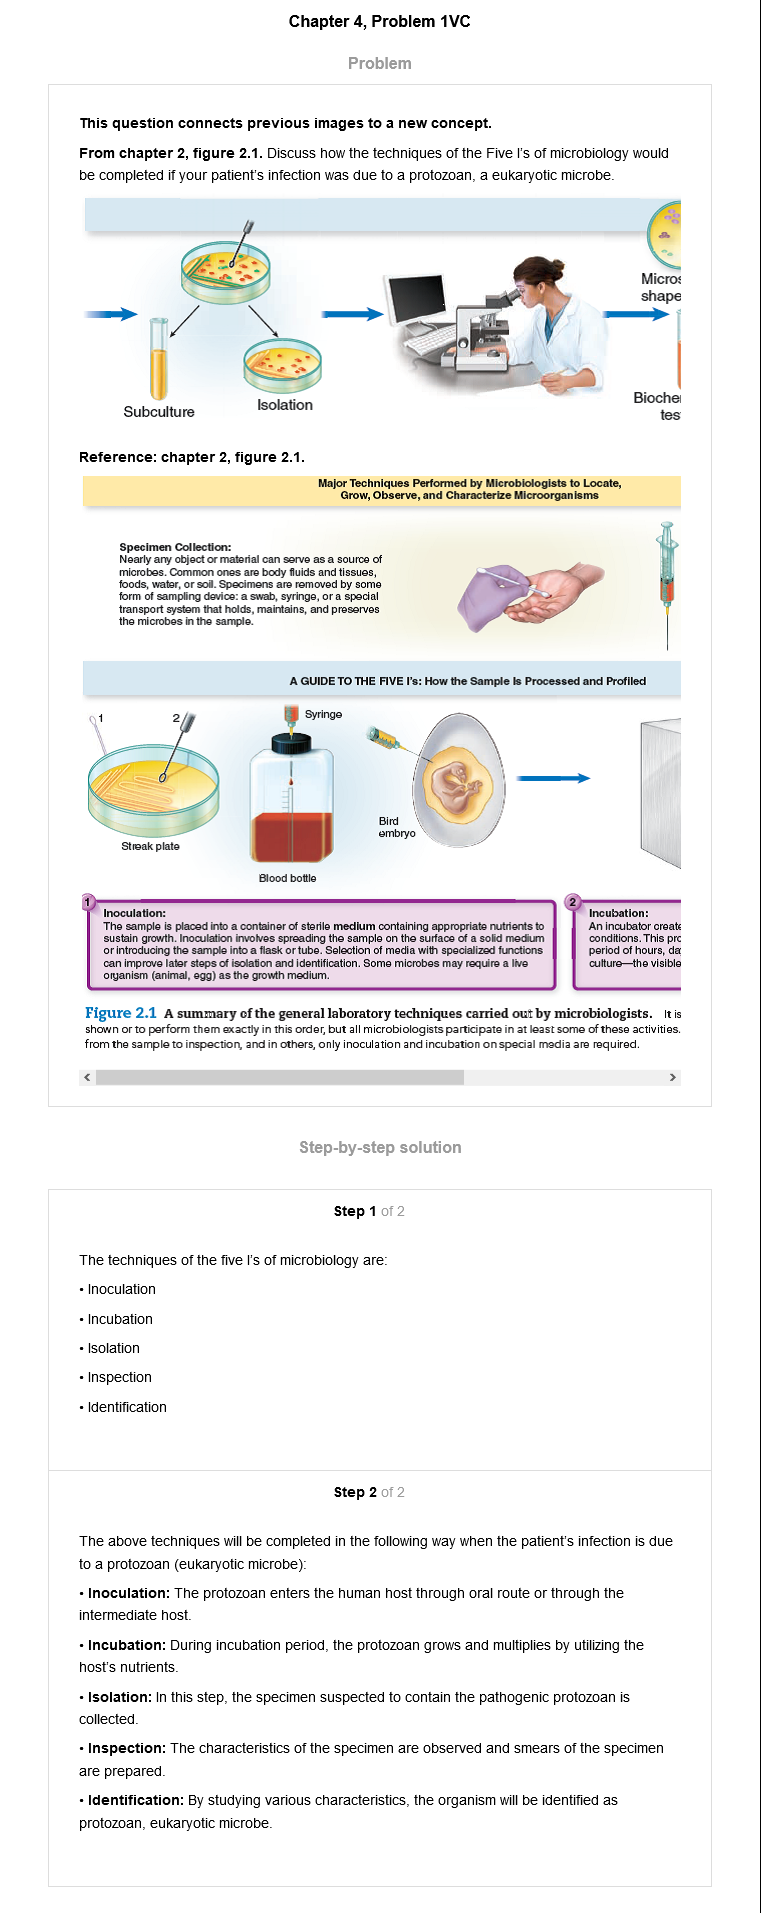 Chapter 4, Problem 1VC
Problem
This question connects previous images to a new concept.
From chapter 2, figure 2.1. Discuss how the techniques of the Five I's of microbiology would
be completed if your patient's infection was due to a protozoan, a eukaryotic microbe.
Micros
shape
Subculture
Isolation
Biocher
tes
Reference: chapter 2, figure 2.1.
Major Techniques Performed by Microbiologists to Locate,
Grow, Observe, and Characterize Microorganisms
Specimen Collection:
Nearly any object or material can serve as a source of
microbes. Common ones are body fluids and tissues,
foods, water, or soil. Specimens are removed by some
form of sampling device: a swab, syringe, or a special
transport system that holds, maintains, and preserves
the microbes in the sample.
A GUIDE TO THE FIVE I's: How the Sample Is Processed and Profiled
1
2
Syringe
Bird
embryo
Streak plate
Blood bottle
1
Inoculation:
The sample is placed into a container of sterile medium containing appropriate nutrients to
sustain growth. Inoculation involves spreading the sample on the surface of a solid medium
or introducing the sample into a flask or tube. Selection of media with specialized functions
can improve later steps of isolation and identification. Some microbes may require a live
organism (animal, egg) as the growth medium.
2
Incubation:
An incubator create
conditions. This pro
period of hours, da
culture—the visible
Figure 2.1 A summary of the general laboratory techniques carried out by microbiologists. It is
shown or to perform them exactly in this order, but all microbiologists participate in at least some of these activities.
from the sample to inspection, and in others, only inoculation and incubation on special media are required.
Step-by-step solution
Step 1 of 2
The techniques of the five I's of microbiology are:
• Inoculation
• Incubation
• Isolation
• Inspection
• Identification
Step 2 of 2
The above techniques will be completed in the following way when the patient's infection is due
to a protozoan (eukaryotic microbe):
• Inoculation: The protozoan enters the human host through oral route or through the
intermediate host.
• Incubation: During incubation period, the protozoan grows and multiplies by utilizing the
host's nutrients.
• Isolation: In this step, the specimen suspected to contain the pathogenic protozoan is
collected.
• Inspection: The characteristics of the specimen are observed and smears of the specimen
are prepared.
• Identification: By studying various characteristics, the organism will be identified as
protozoan, eukaryotic microbe.